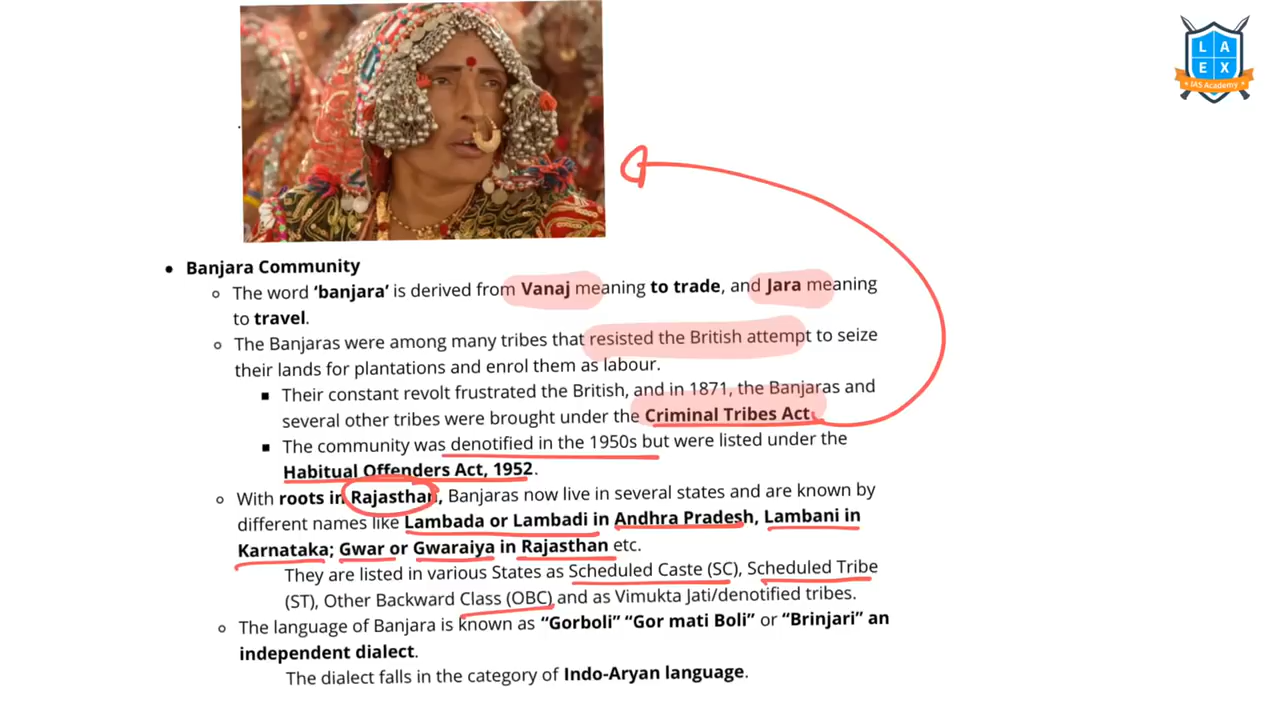 L A
E X
IAS Academy
Banjara Community
The word ‘banjara’ is derived from Vanaj meaning to trade, and Jara meaning
to travel.
The Banjaras were among many tribes that resisted the British attempt to seize
their lands for plantations and enrol them as labour.
Their constant revolt frustrated the British, and in 1871, the Banjaras and
several other tribes were brought under the Criminal Tribes Act.
The community was denotified in the 1950s but were listed under the
Habitual Offenders Act, 1952.
With roots in Rajasthan, Banjaras now live in several states and are known by
different names like Lambada or Lambadi in Andhra Pradesh, Lambani in
Karnataka; Gwar or Gwaraiya in Rajasthan etc.
They are listed in various States as Scheduled Caste (SC), Scheduled Tribe
(ST), Other Backward Class (OBC) and as Vimukta Jati/denotified tribes.
The language of Banjara is known as “Gorboli” “Gor mati Boli” or “Brinjari” an
independent dialect.
The dialect falls in the category of Indo-Aryan language.